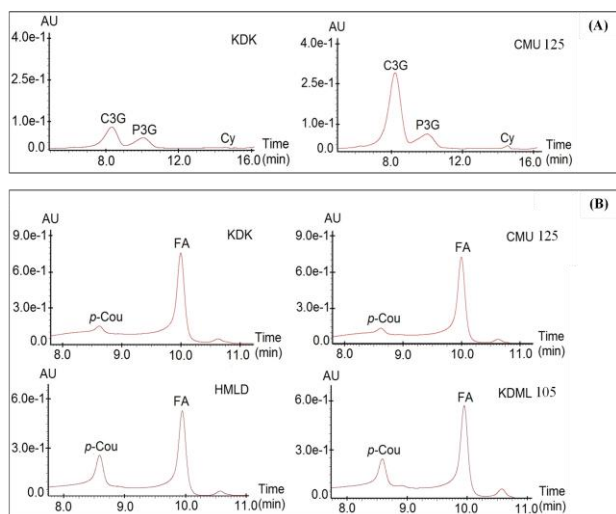 (A)
AU
KDK
4.0e-1
2.5e-1
1.0e-1
0.0
C3G
P3G
Cy
Time
(min)
8.0 12.0 16.0
AU
CMU 125
4.0e-1
2.5e-1
1.0e-1
0.0
C3G
P3G
Cy
Time
(min)
8.0 12.0 16.0
(B)
AU
KDK
9.0e-1
6.0e-1
3.0e-1
0.0
p-Cou
FA
Time
(min)
8.0 9.0 10.0 11.0
AU
CMU 125
9.0e-1
6.0e-1
3.0e-1
0.0
p-Cou
FA
Time
(min)
8.0 9.0 10.0 11.0
AU
HMLD
9.0e-1
6.0e-1
3.0e-1
0.0
p-Cou
FA
Time
(min)
8.0 9.0 10.0 11.0
AU
KDML 105
9.0e-1
6.0e-1
3.0e-1
0.0
p-Cou
FA
Time
(min)
8.0 9.0 10.0 11.0